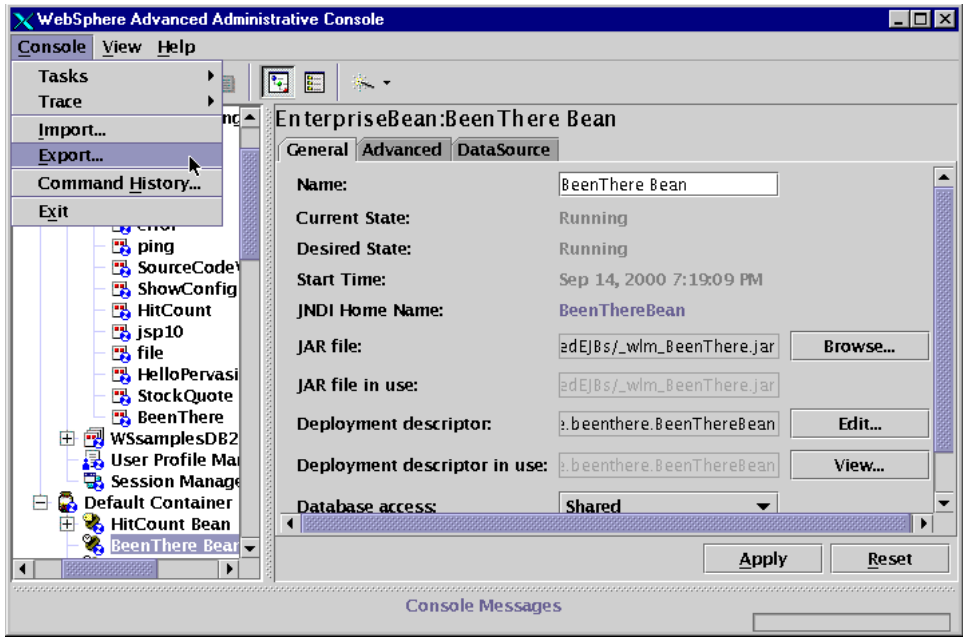 WebSphere Advanced Administrative Console
Console View Help
Tasks
Trace
Import...
Export...
Command History...
Exit
ping
SourceCode
ShowConfig
HitCount
jsp10
file
HelloPervasi
StockQuote
BeenThere
WSsamplesDB2
User Profile Mar
Session Manage
Default Container
HitCount Bean
BeenThere Bear
EnterpriseBean:BeenThere Bean
General Advanced DataSource
Name: BeenThere Bean
Current State: Running
Desired State: Running
Start Time: Sep 14, 2000 7:19:09 PM
JNDI Home Name: BeenThereBean
JAR file: edEJBs/_wlm_BeenThere.jar Browse...
JAR file in use: edEJBs/_wlm_BeenThere.jar
Deployment descriptor: e.beenthere.BeenThereBean Edit...
Deployment descriptor in use: e.beenthere.BeenThereBean View...
Database access: Shared
Apply Reset
Console Messages